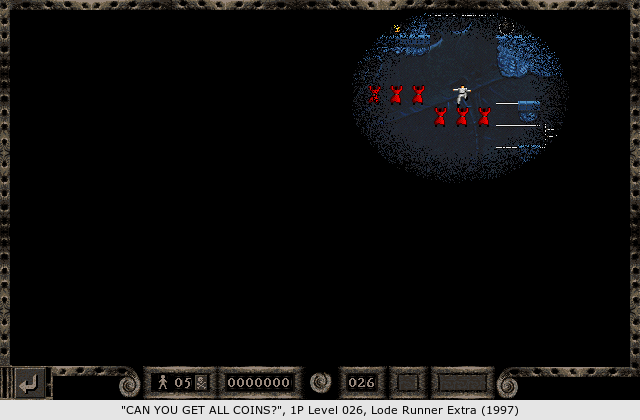 05
0000000
026
"CAN YOU GET ALL COINS?", 1P Level 026, Lode Runner Extra (1997)